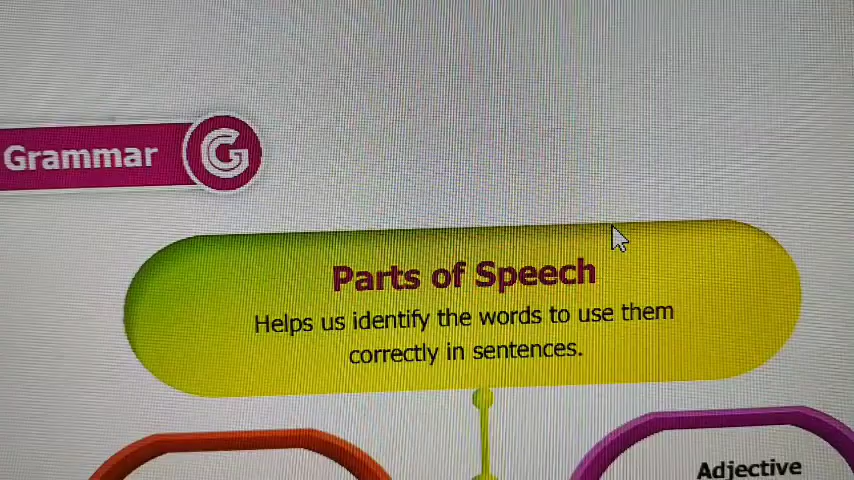 Grammar G
Parts of Speech
Helps us identify the words to use them
correctly in sentences.
Adjective